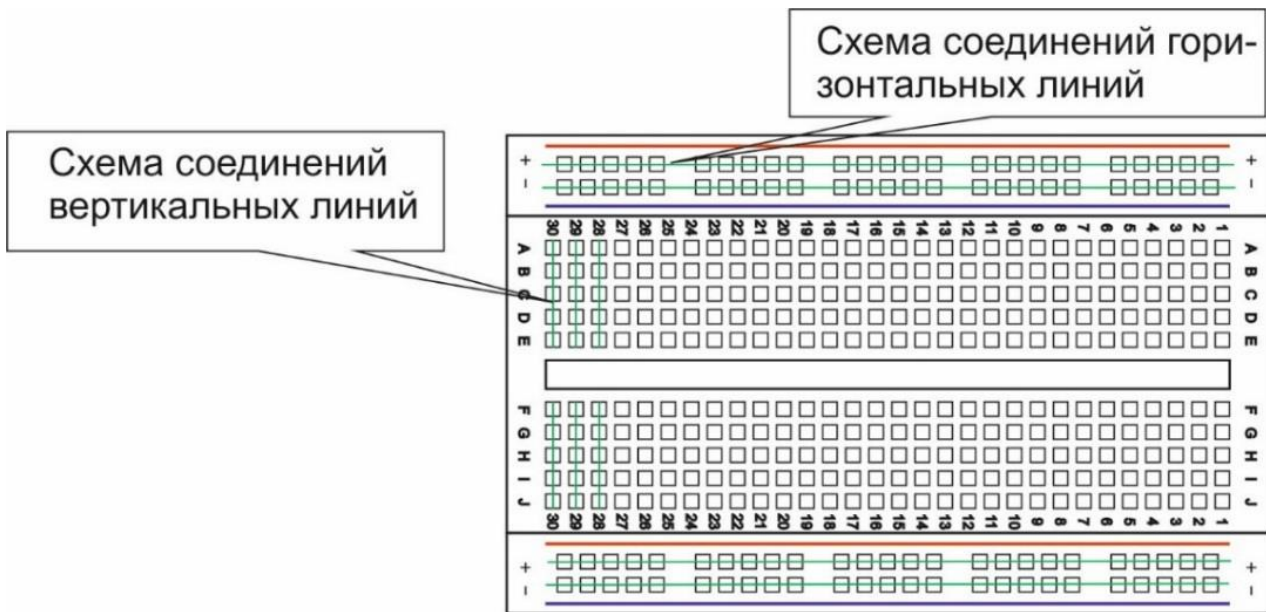 Схема соединений гори-
зонтальных линий
Схема соединений
вертикальных линий
+ +
− −
30 29 28 27 26 25 24 23 22 21 20 19 18 17 16 15 14 13 12 11 10 9 8 7 6 5 4 3 2 1
A A
B B
C C
D D
E E
F F
G G
H H
I I
J J
30 29 28 27 26 25 24 23 22 21 20 19 18 17 16 15 14 13 12 11 10 9 8 7 6 5 4 3 2 1
+ +
− −